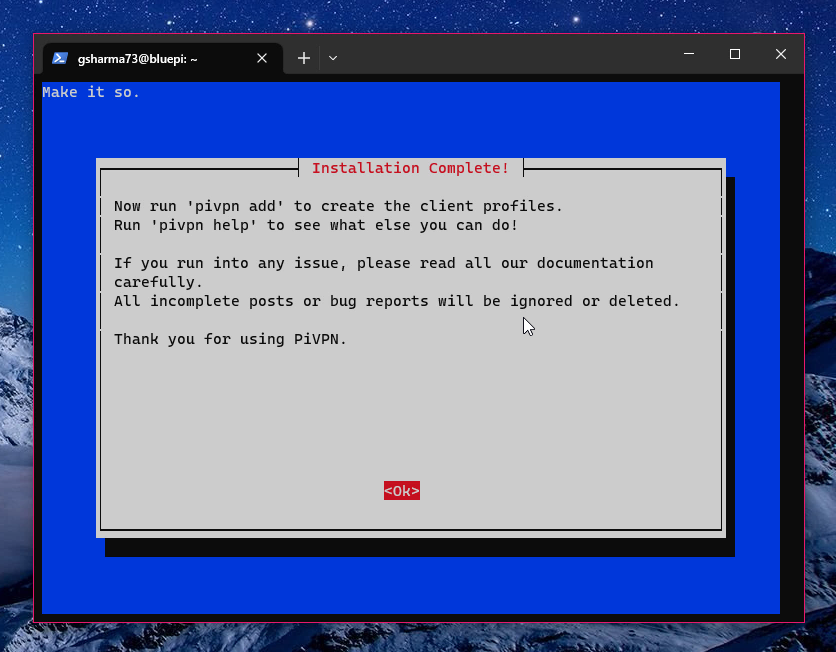 gsharma73@bluepi: ~
Make it so.
Installation Complete!
Now run 'pivpn add' to create the client profiles.
Run 'pivpn help' to see what else you can do!
If you run into any issue, please read all our documentation
carefully.
All incomplete posts or bug reports will be ignored or deleted.
Thank you for using PiVPN.
<Ok>